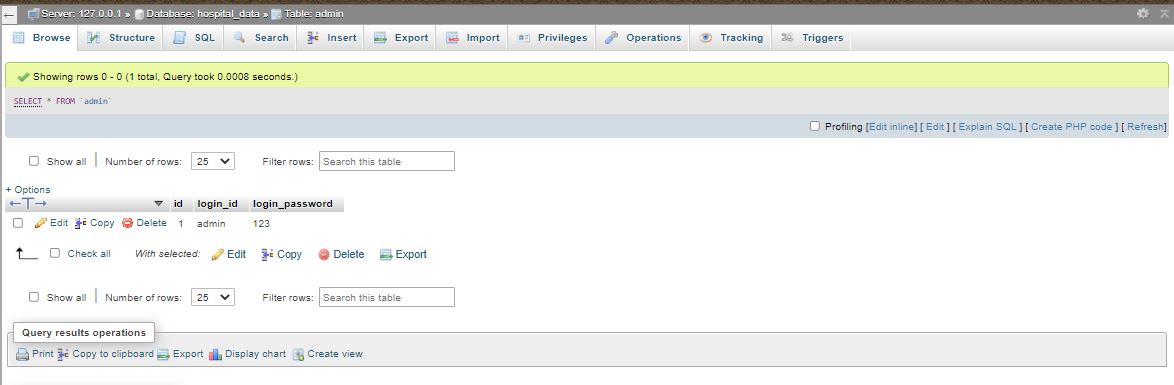 Server: 127.0.0.1 » Database: hospital_data » Table: admin
Browse Structure SQL Search Insert Export Import Privileges Operations Tracking Triggers
Showing rows 0 - 0 (1 total, Query took 0.0008 seconds.)
SELECT * FROM `admin`
Profiling [Edit inline] [ Edit ] [ Explain SQL ] [ Create PHP code ] [ Refresh]
Show all Number of rows: 25 Filter rows: Search this table
+ Options
←T→ id login_id login_password
Edit Copy Delete 1 admin 123
Check all With selected: Edit Copy Delete Export
Show all Number of rows: 25 Filter rows: Search this table
Query results operations
Print Copy to clipboard Export Display chart Create view